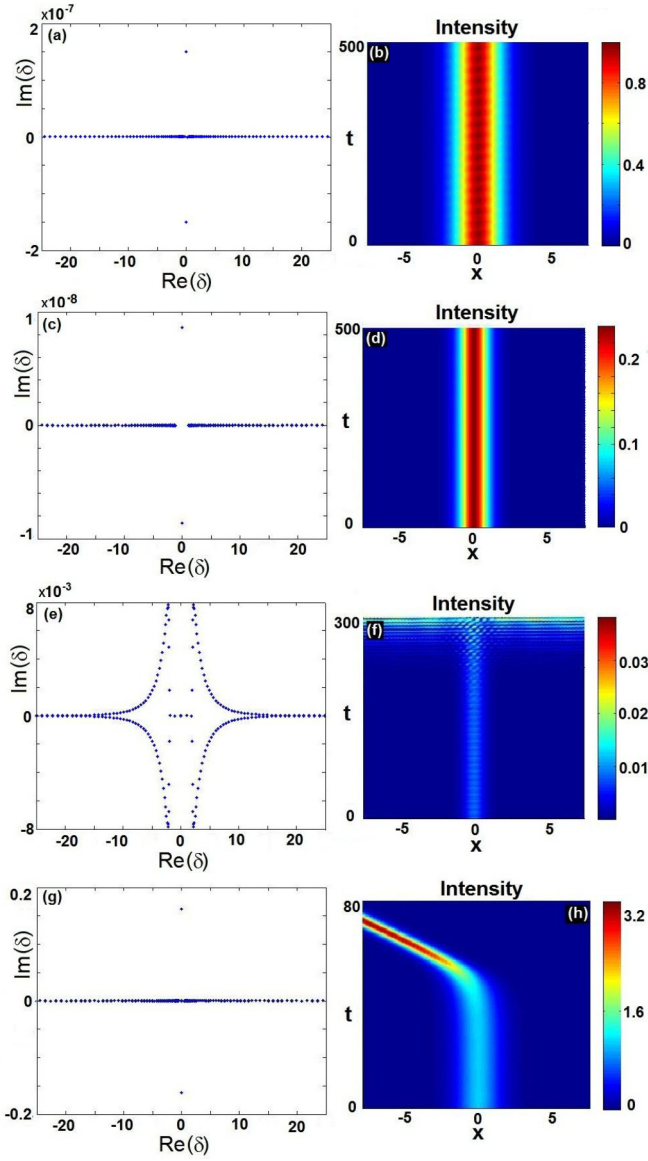 x10⁻⁷
2
(a)
Im(δ)
0
-2
-20 -10 0 10 20
Re(δ)
Intensity
(b)
500
t
0
-5 0 5
x
0.8
0.4
0
x10⁻⁸
1
(c)
Im(δ)
0
-1
-20 -10 0 10 20
Re(δ)
Intensity
(d)
500
t
0
-5 0 5
x
0.2
0.1
0
x10⁻³
8
(e)
Im(δ)
0
-8
-20 -10 0 10 20
Re(δ)
Intensity
(f)
300
t
0
-5 0 5
x
0.03
0.02
0.01
0.2
(g)
Im(δ)
0
-0.2
-20 -10 0 10 20
Re(δ)
Intensity
(h)
80
t
0
-5 0 5
x
3.2
1.6
0